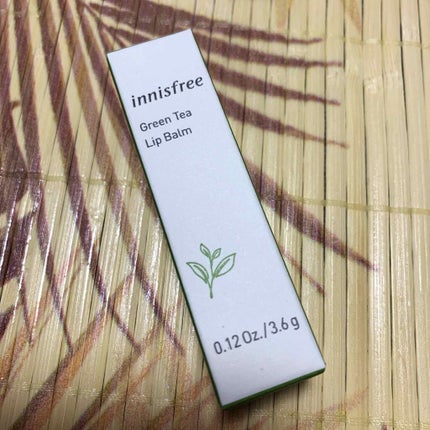 innisfree
Green Tea
Lip Balm
0.12 Oz./3.6 g